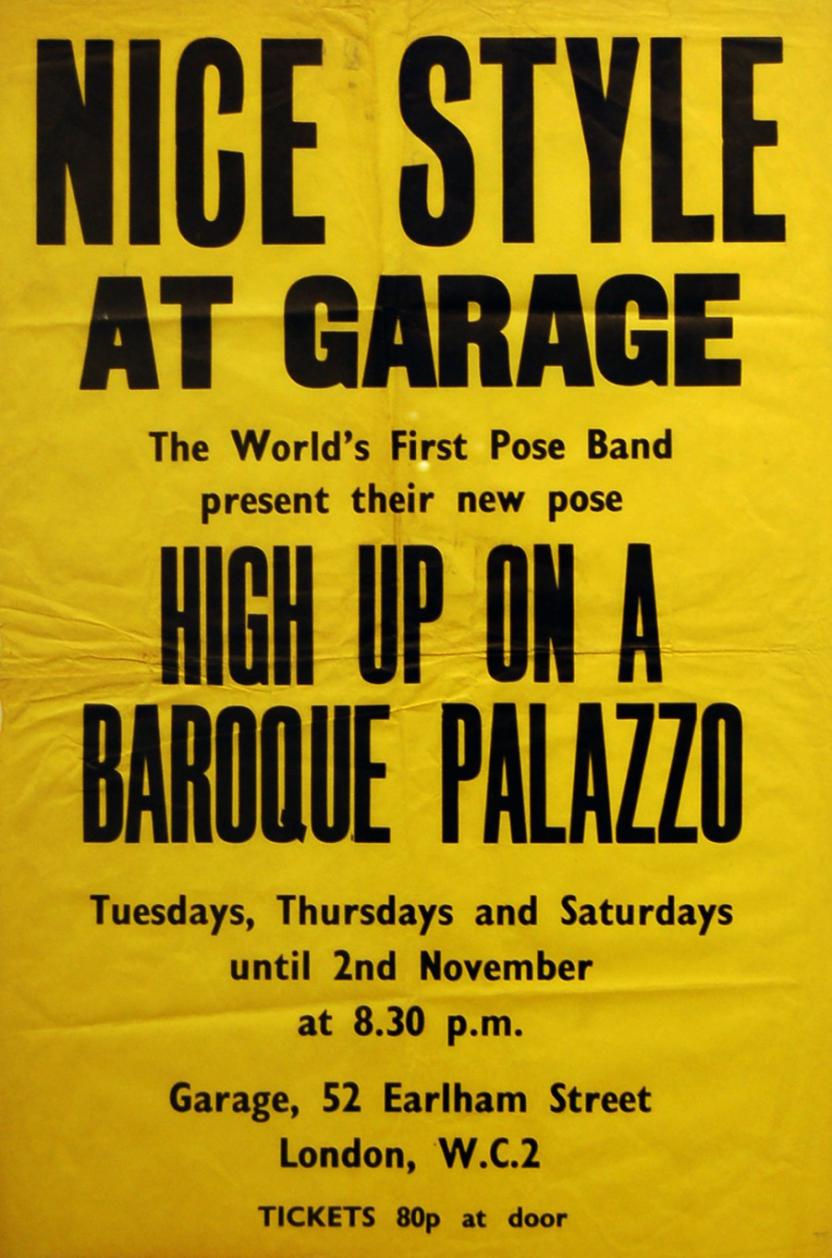 NICE STYLE
AT GARAGE
The World's First Pose Band
present their new pose
HIGH UP ON A
BAROQUE PALAZZO
Tuesdays, Thursdays and Saturdays
until 2nd November
at 8.30 p.m.
Garage, 52 Earlham Street
London, W.C.2
TICKETS 80p at door